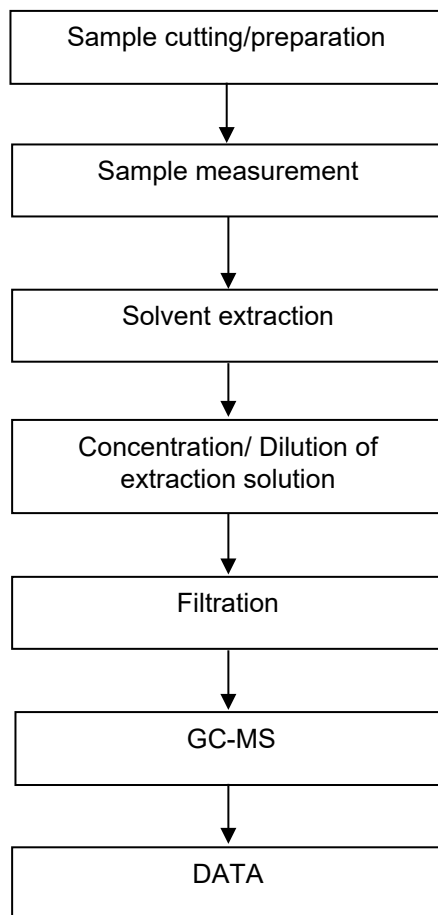 Sample cutting/preparation
Sample measurement
Solvent extraction
Concentration/ Dilution of
extraction solution
Filtration
GC-MS
DATA